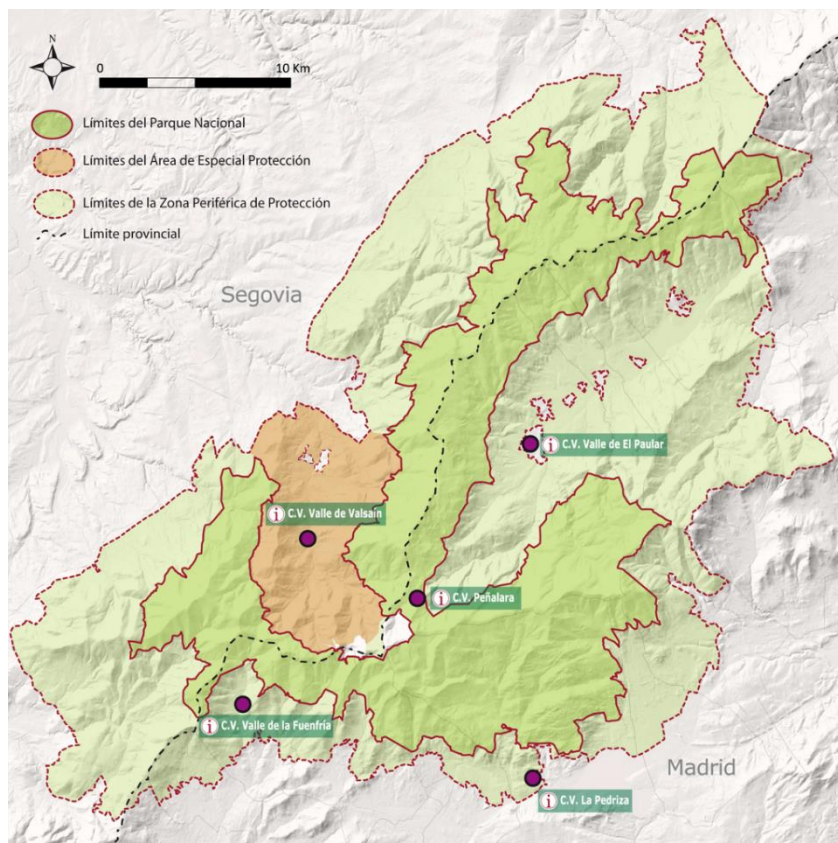 N
0 10 Km
Límites del Parque Nacional
Límites del Área de Especial Protección
Límites de la Zona Periférica de Protección
Límite provincial
Segovia
i C.V. Valle de El Paular
i C.V. Valle de Valsaín
i C.V. Peñalara
i C.V. Valle de la Fuenfría
Madrid
i C.V. La Pedriza